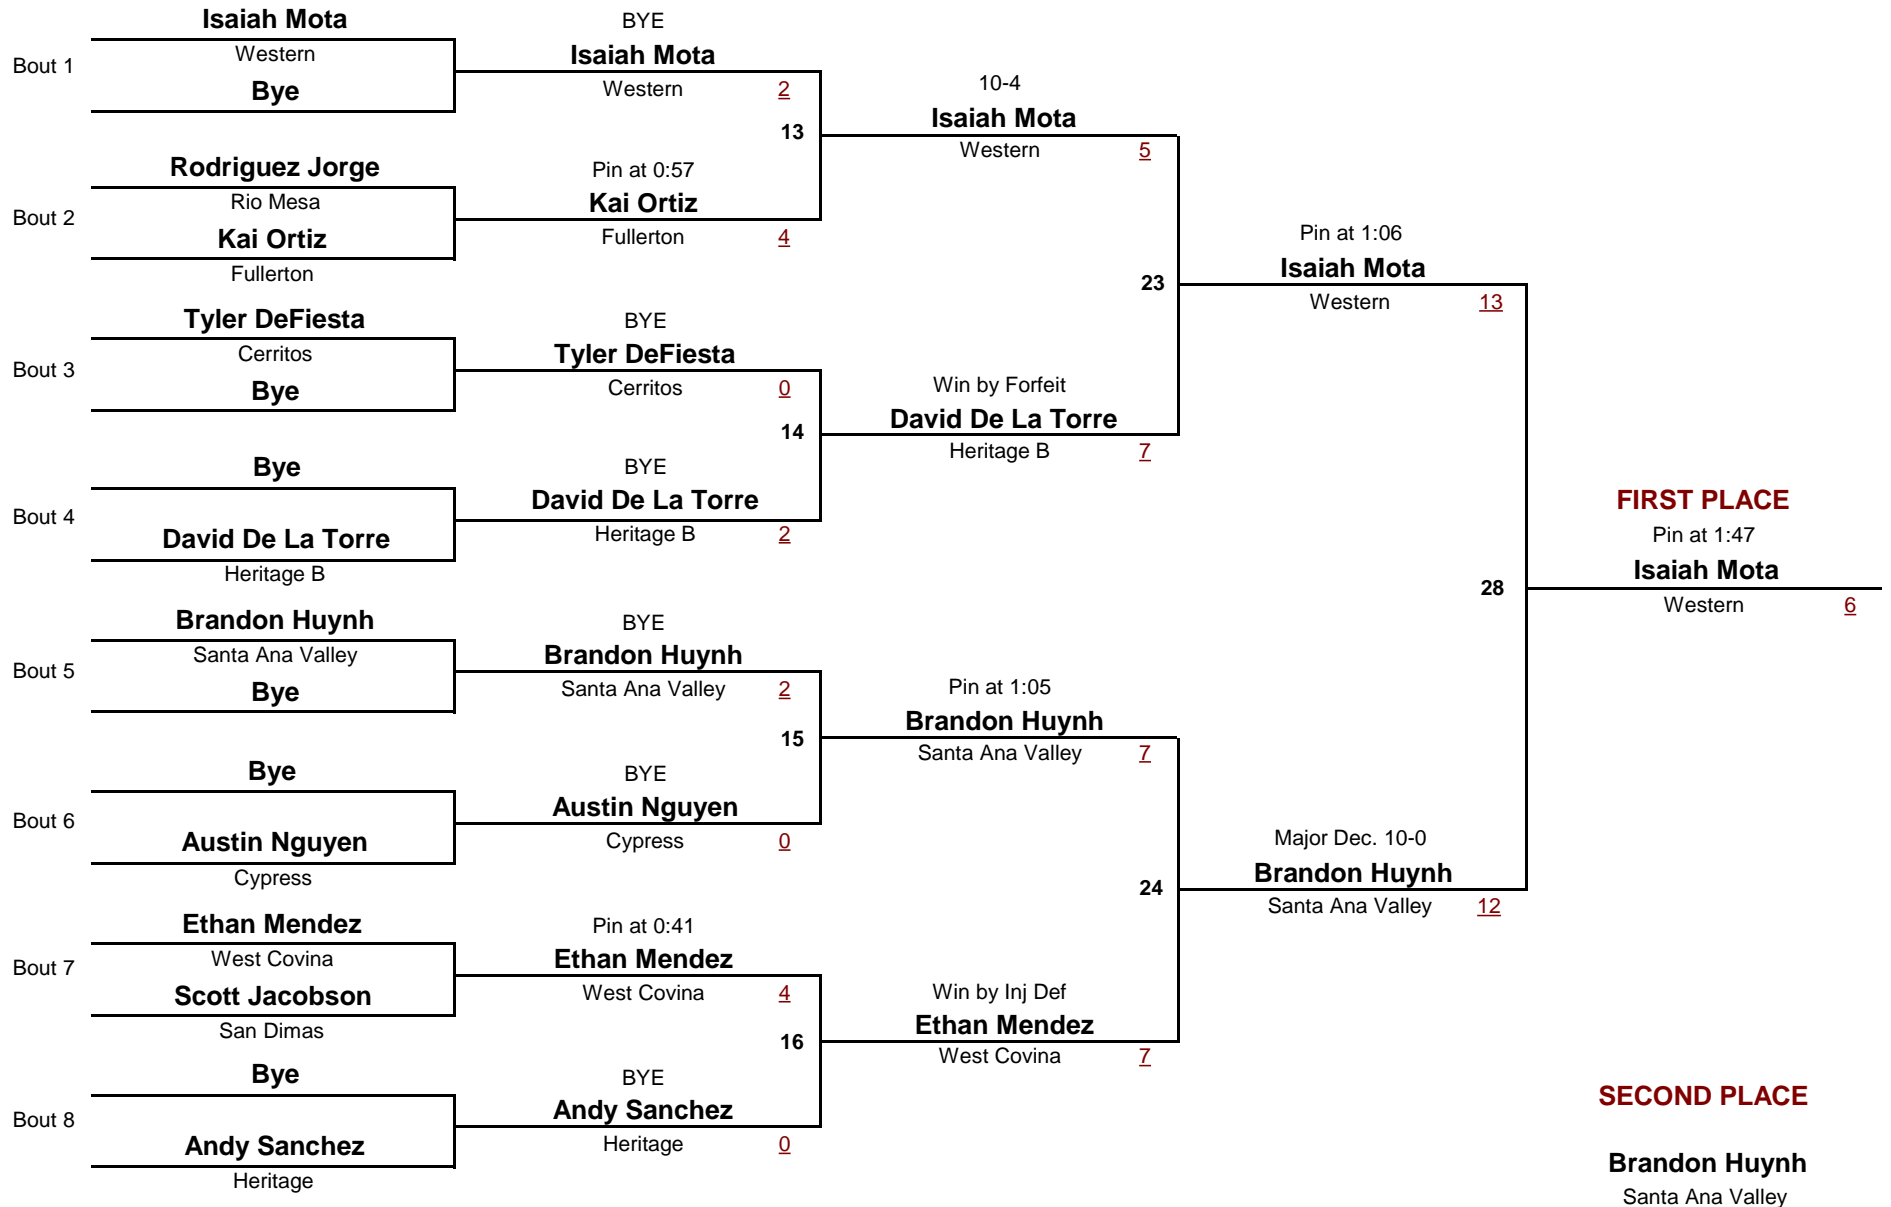 Isaiah Mota
Western
Bout 1
Bye
Rodriguez Jorge
Rio Mesa
Bout 2
Kai Ortiz
Fullerton
Tyler DeFiesta
Cerritos
Bout 3
Bye
Bye
Bout 4
David De La Torre
Heritage B
Brandon Huynh
Santa Ana Valley
Bout 5
Bye
Bye
Bout 6
Austin Nguyen
Cypress
Ethan Mendez
West Covina
Bout 7
Scott Jacobson
San Dimas
Bye
Bout 8
Andy Sanchez
Heritage
BYE
Isaiah Mota
Western 2
13
Pin at 0:57
Kai Ortiz
Fullerton 4
BYE
Tyler DeFiesta
Cerritos 0
14
BYE
David De La Torre
Heritage B 2
BYE
Brandon Huynh
Santa Ana Valley 2
15
BYE
Austin Nguyen
Cypress 0
Pin at 0:41
Ethan Mendez
West Covina 4
16
BYE
Andy Sanchez
Heritage 0
10-4
Isaiah Mota
Western 5
23
Win by Forfeit
David De La Torre
Heritage B 7
Pin at 1:05
Brandon Huynh
Santa Ana Valley 7
24
Win by Inj Def
Ethan Mendez
West Covina 7
Pin at 1:06
Isaiah Mota
Western 13
28
Major Dec. 10-0
Brandon Huynh
Santa Ana Valley 12
FIRST PLACE
Pin at 1:47
Isaiah Mota
Western 6
SECOND PLACE
Brandon Huynh
Santa Ana Valley